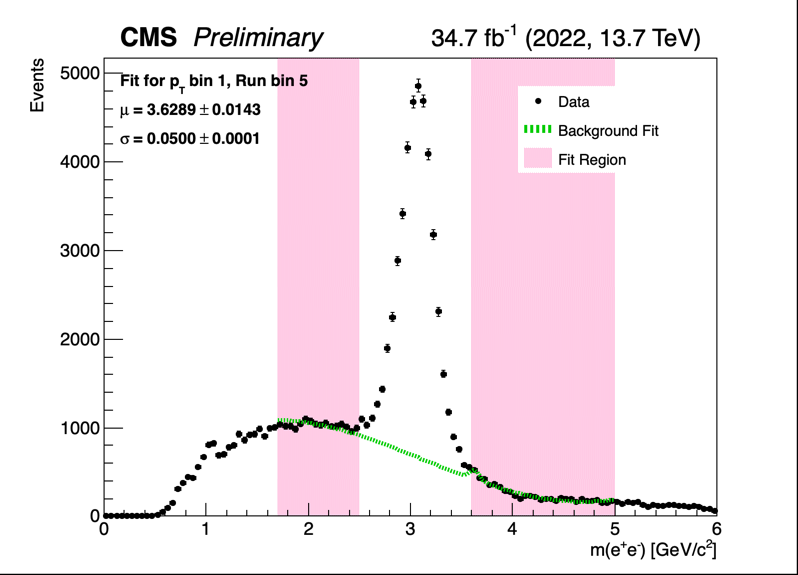 CMS Preliminary 34.7 fb⁻¹ (2022, 13.7 TeV)
Events
5000
4000
3000
2000
1000
0
Fit for p_T bin 1, Run bin 5
μ = 3.6289 ± 0.0143
σ = 0.0500 ± 0.0001
Data
Background Fit
Fit Region
0 1 2 3 4 5 6
m(e⁺e⁻) [GeV/c²]